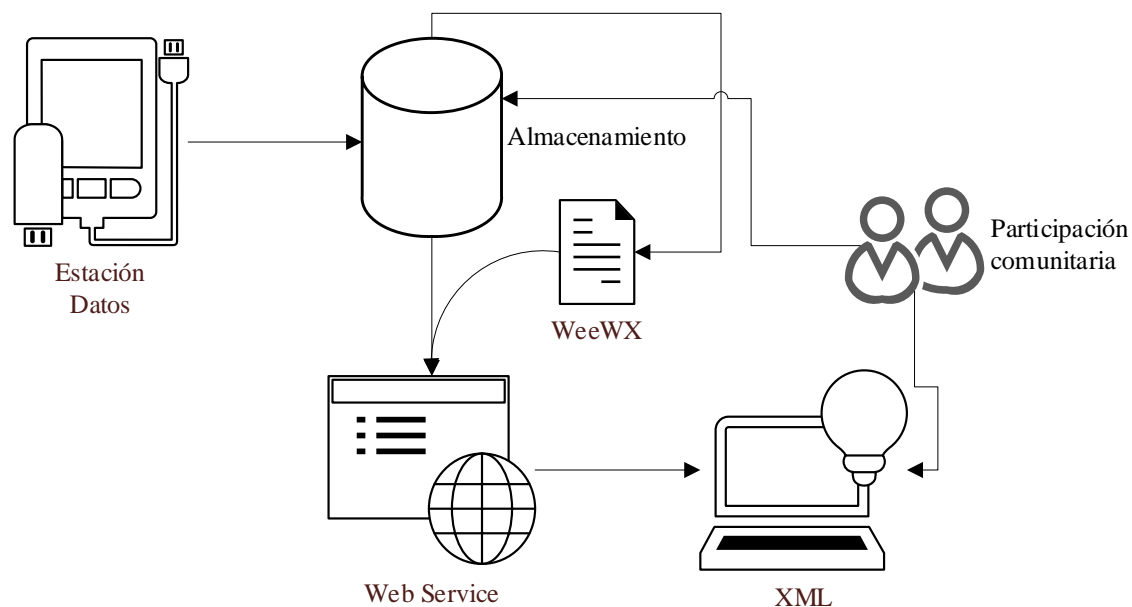 Almacenamiento
Participación
comunitaria
Estación
Datos
WeeWX
Web Service
XML